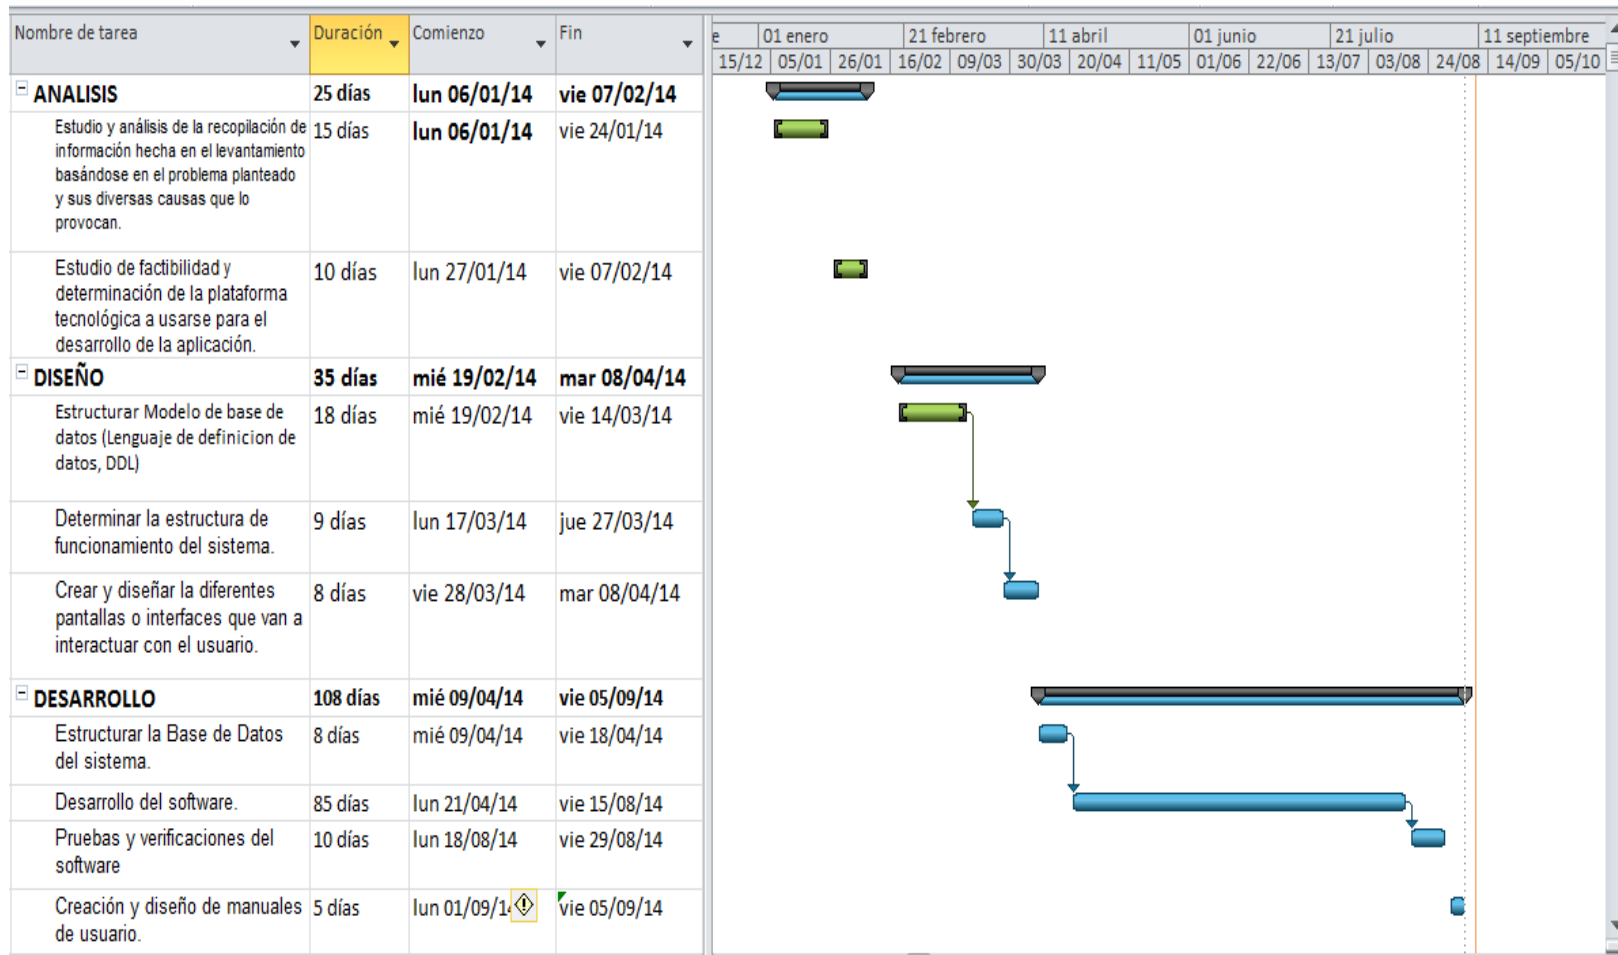 Nombre de tarea
Duración
Comienzo
Fin
e
01 enero
21 febrero
11 abril
01 junio
21 julio
11 septiembre
15/12 05/01 26/01 16/02 09/03 30/03 20/04 11/05 01/06 22/06 13/07 03/08 24/08 14/09 05/10
ANALISIS 25 días lun 06/01/14 vie 07/02/14
Estudio y análisis de la recopilación de
información hecha en el levantamiento
basándose en el problema planteado
y sus diversas causas que lo
provocan.
15 días lun 06/01/14 vie 24/01/14
Estudio de factibilidad y
determinación de la plataforma
tecnológica a usarse para el
desarrollo de la aplicación.
10 días lun 27/01/14 vie 07/02/14
DISEÑO 35 días mié 19/02/14 mar 08/04/14
Estructurar Modelo de base de
datos (Lenguaje de definicion de
datos, DDL)
18 días mié 19/02/14 vie 14/03/14
Determinar la estructura de
funcionamiento del sistema.
9 días lun 17/03/14 jue 27/03/14
Crear y diseñar la diferentes
pantallas o interfaces que van a
interactuar con el usuario.
8 días vie 28/03/14 mar 08/04/14
DESARROLLO 108 días mié 09/04/14 vie 05/09/14
Estructurar la Base de Datos
del sistema.
8 días mié 09/04/14 vie 18/04/14
Desarrollo del software. 85 días lun 21/04/14 vie 15/08/14
Pruebas y verificaciones del
software
10 días lun 18/08/14 vie 29/08/14
Creación y diseño de manuales
de usuario.
5 días lun 01/09/14 vie 05/09/14